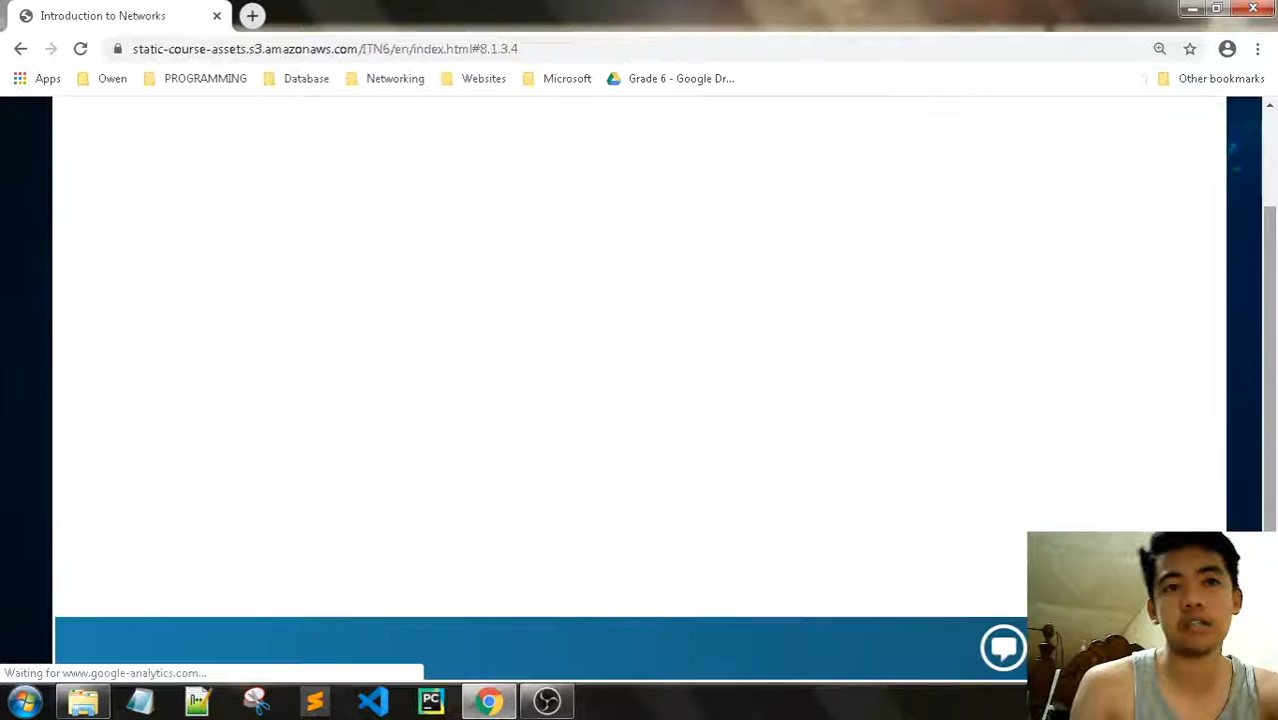 Introduction to Networks
static-course-assets.s3.amazonaws.com/ITN6/en/index.html#8.1.3.4
Apps Owen PROGRAMMING Database Networking Websites Microsoft Grade 6 - Google Dr... Other bookmarks
Waiting for www.google-analytics.com...
PC